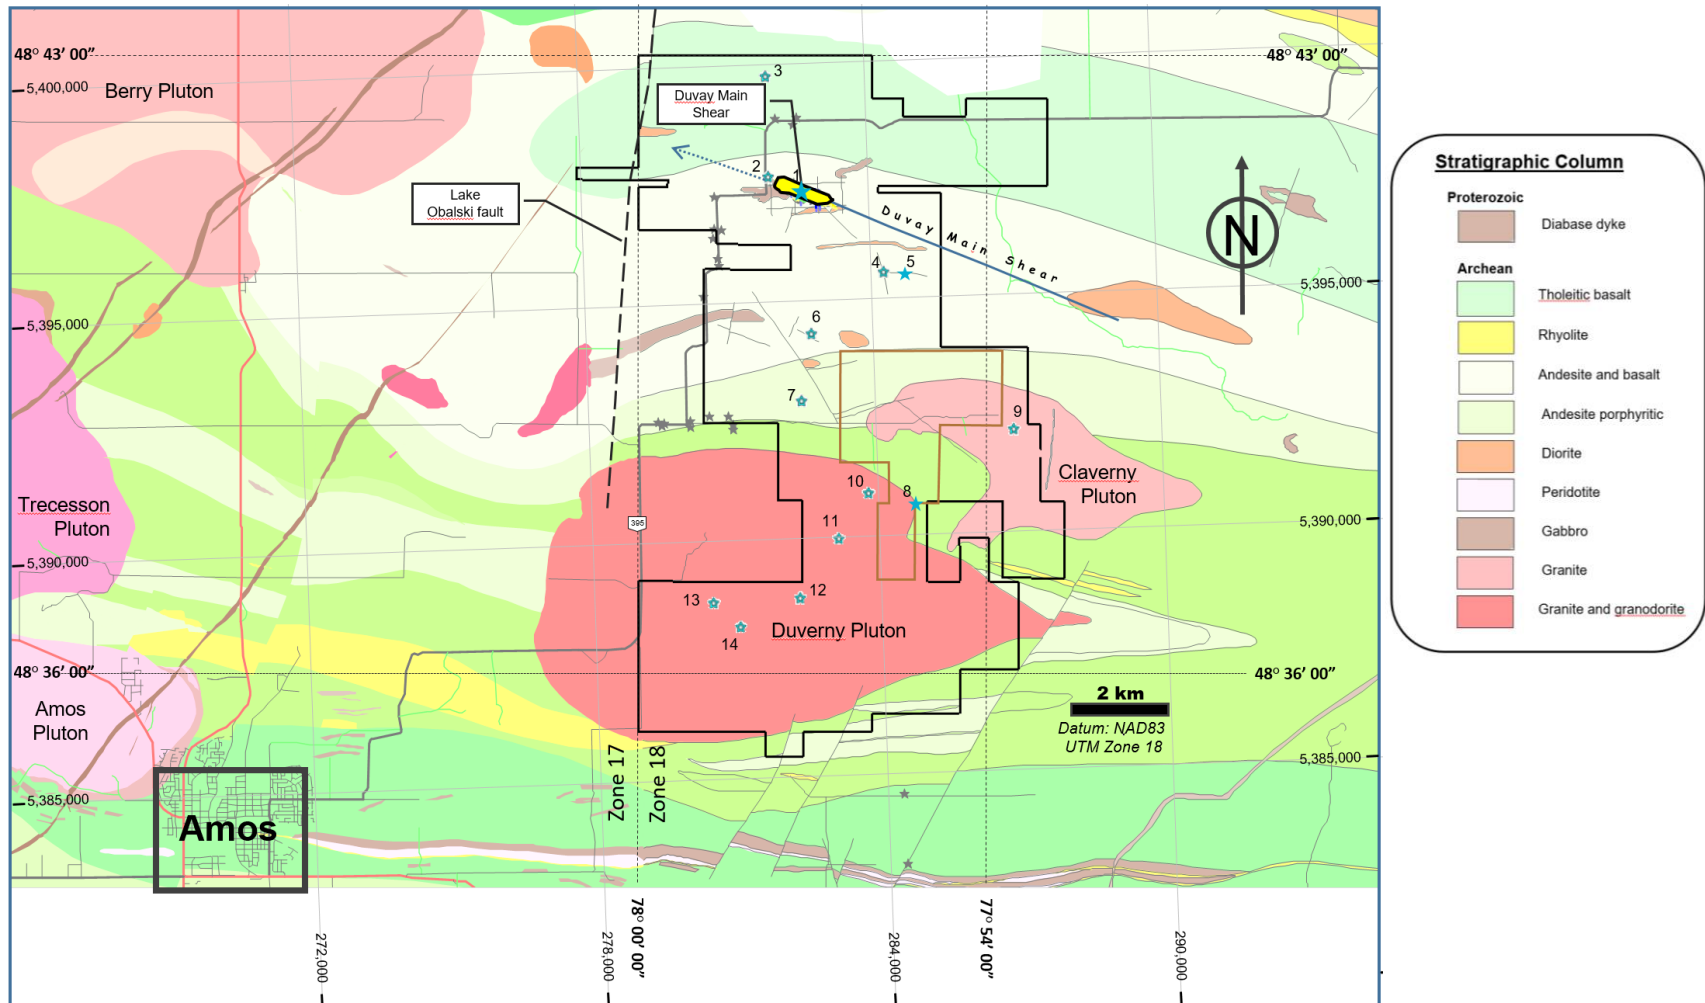 48° 43' 00”
48° 43' 00”
5,400,000
Berry Pluton
3
Duvay Main
Shear
2
1
Lake
Obalski fault
Duvay Main Shear
N
4
5
5,395,000
5,395,000
6
7
9
Claverny
Pluton
Trecesson
Pluton
10
8
395
11
5,390,000
5,390,000
13
12
14
Duverny Pluton
48° 36' 00”
48° 36' 00”
Amos
Pluton
2 km
Datum: NAD83
UTM Zone 18
Zone 17
Zone 18
5,385,000
5,385,000
Amos
272,000
278,000
78° 00' 00”
284,000
77° 54' 00”
290,000
Stratigraphic Column
Proterozoic
Diabase dyke
Archean
Tholeitic basalt
Rhyolite
Andesite and basalt
Andesite porphyritic
Diorite
Peridotite
Gabbro
Granite
Granite and granodorite